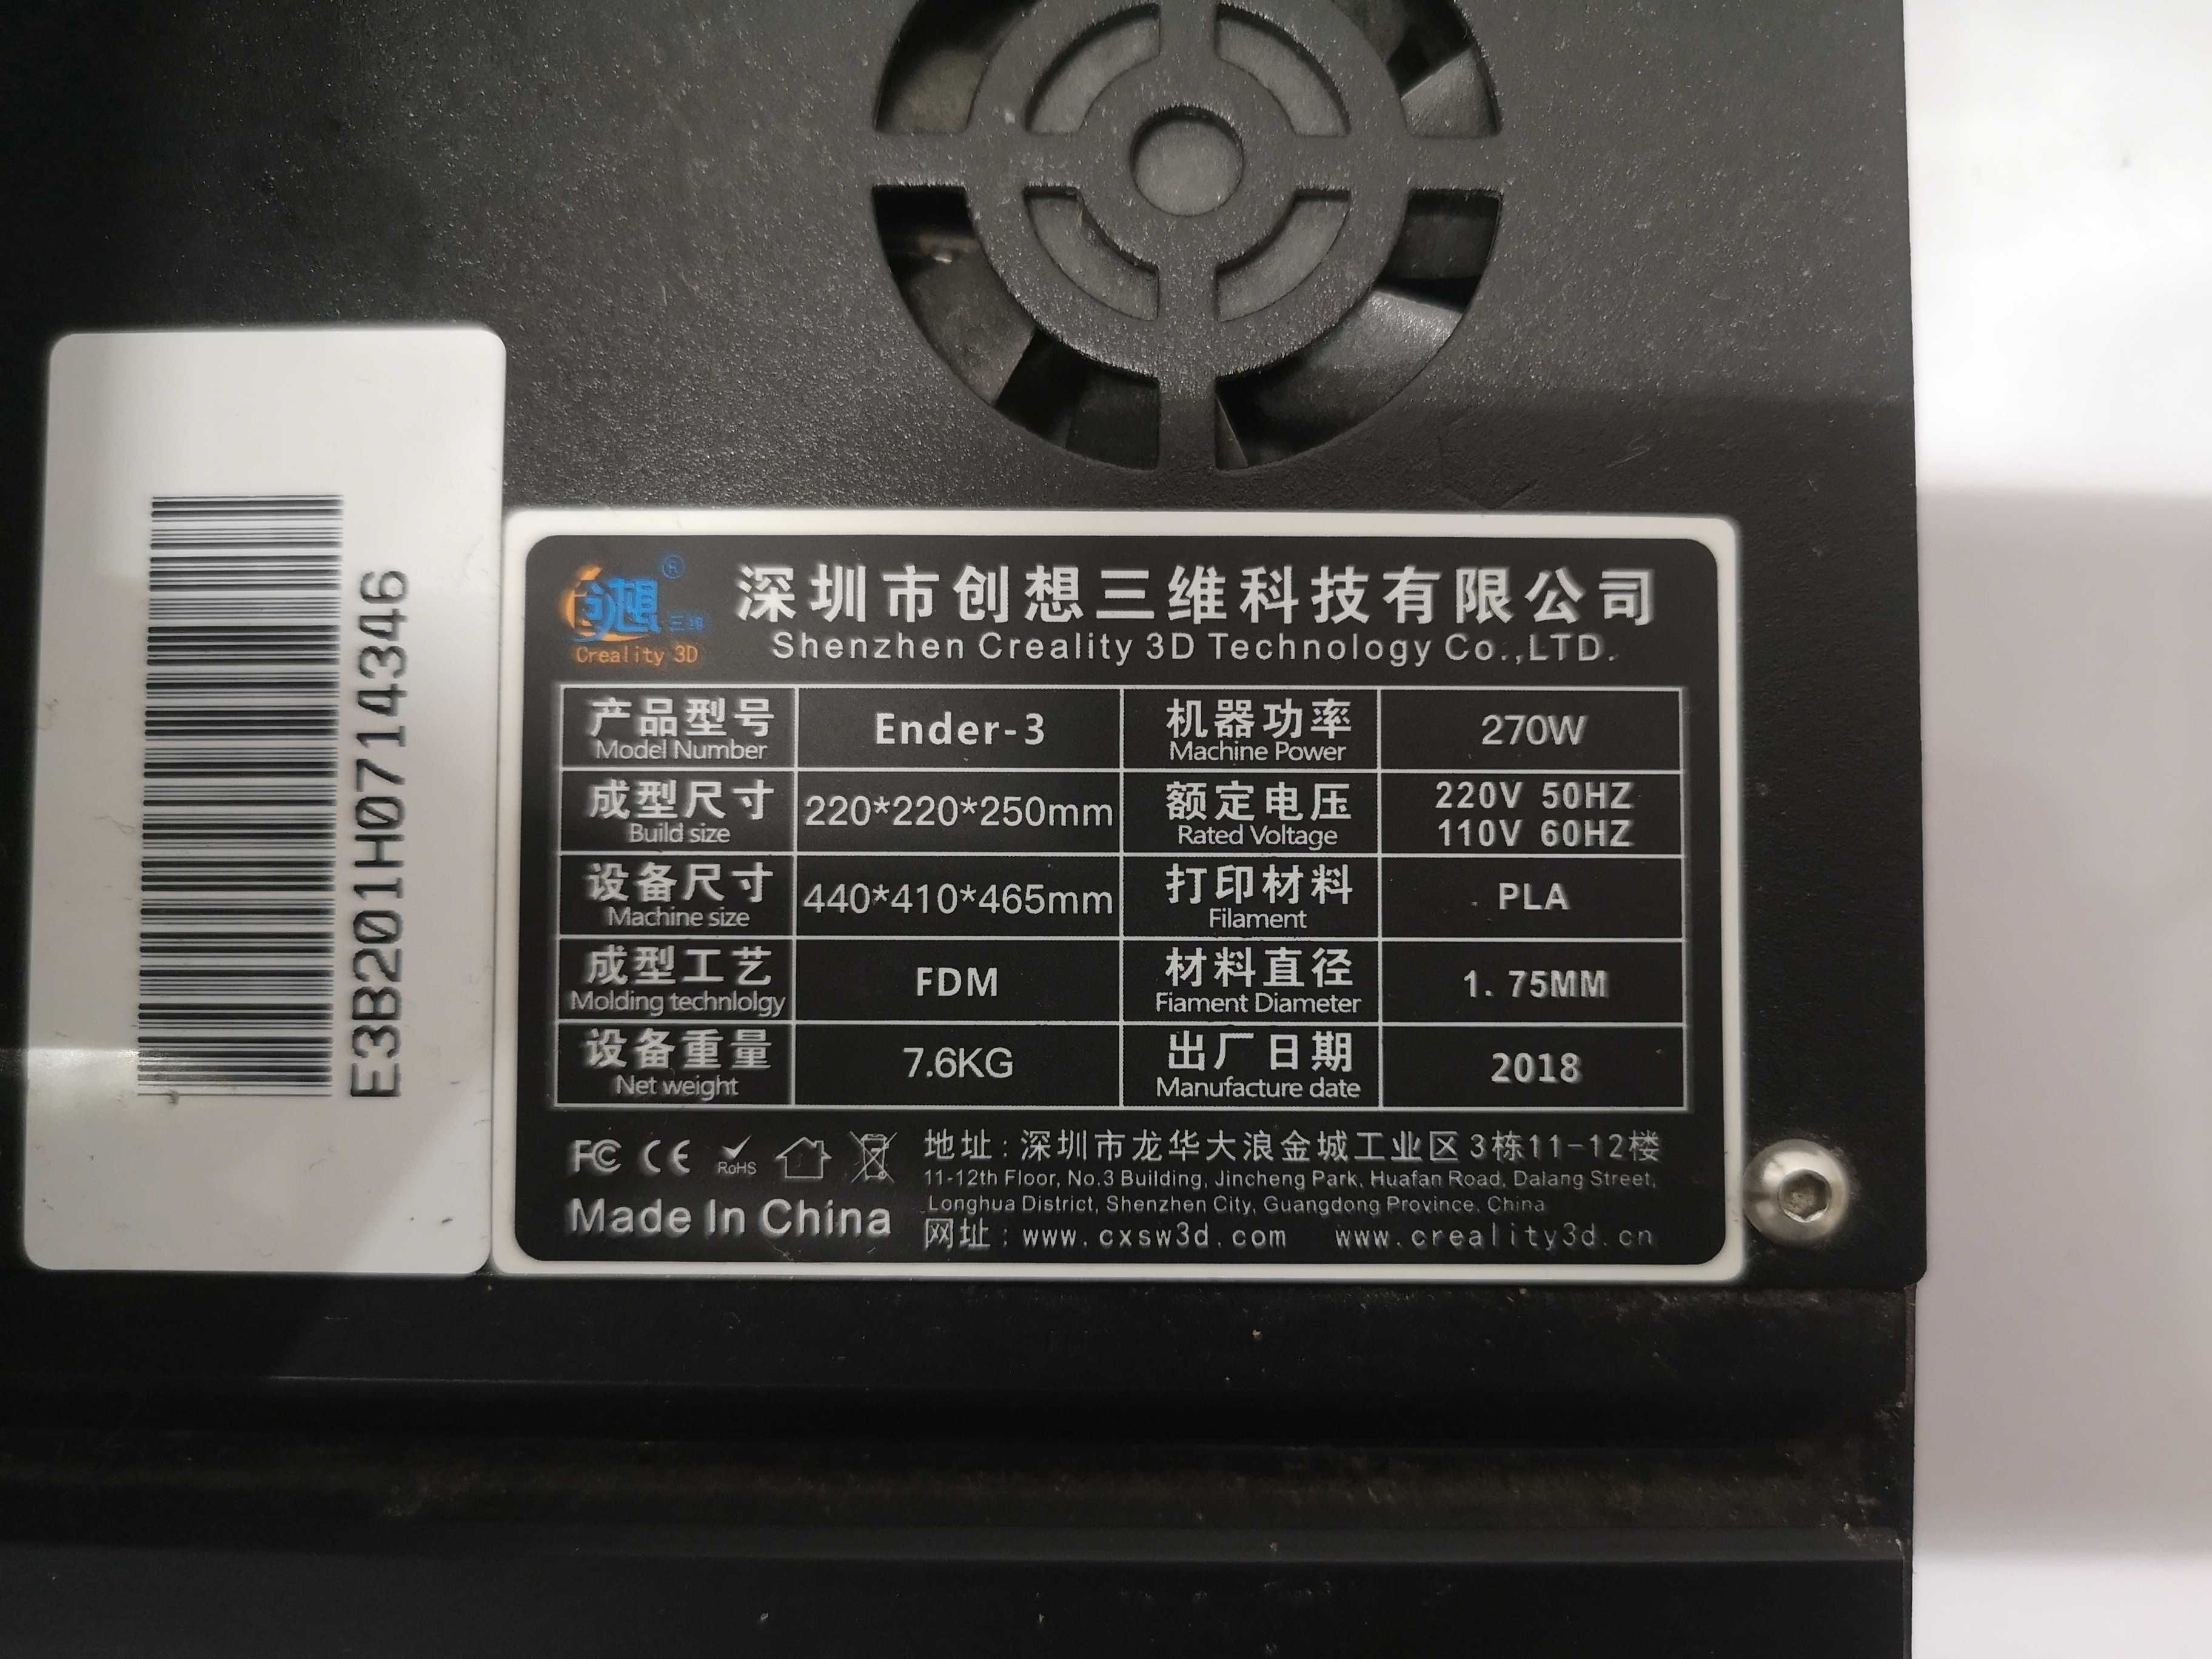 E3B201H0714346
创想三维®
Creality 3D
深圳市创想三维科技有限公司
Shenzhen Creality 3D Technology Co.,LTD.
产品型号 Ender-3 机器功率 270W
Model Number Machine Power
成型尺寸 220*220*250mm 额定电压 220V 50HZ
Build size Rated Voltage 110V 60HZ
设备尺寸 440*410*465mm 打印材料 PLA
Machine size Filament
成型工艺 FDM 材料直径 1.75MM
Molding technlolgy Fiament Diameter
设备重量 7.6KG 出厂日期 2018
Net weight Manufacture date
FC CE RoHS
Made In China
地址:深圳市龙华大浪金城工业区3栋11-12楼
11-12th Floor, No.3 Building, Jincheng Park, Huafan Road, Dalang Street,
Longhua District, Shenzhen City, Guangdong Province, China
网址:www.cxsw3d.com www.creality3d.cn